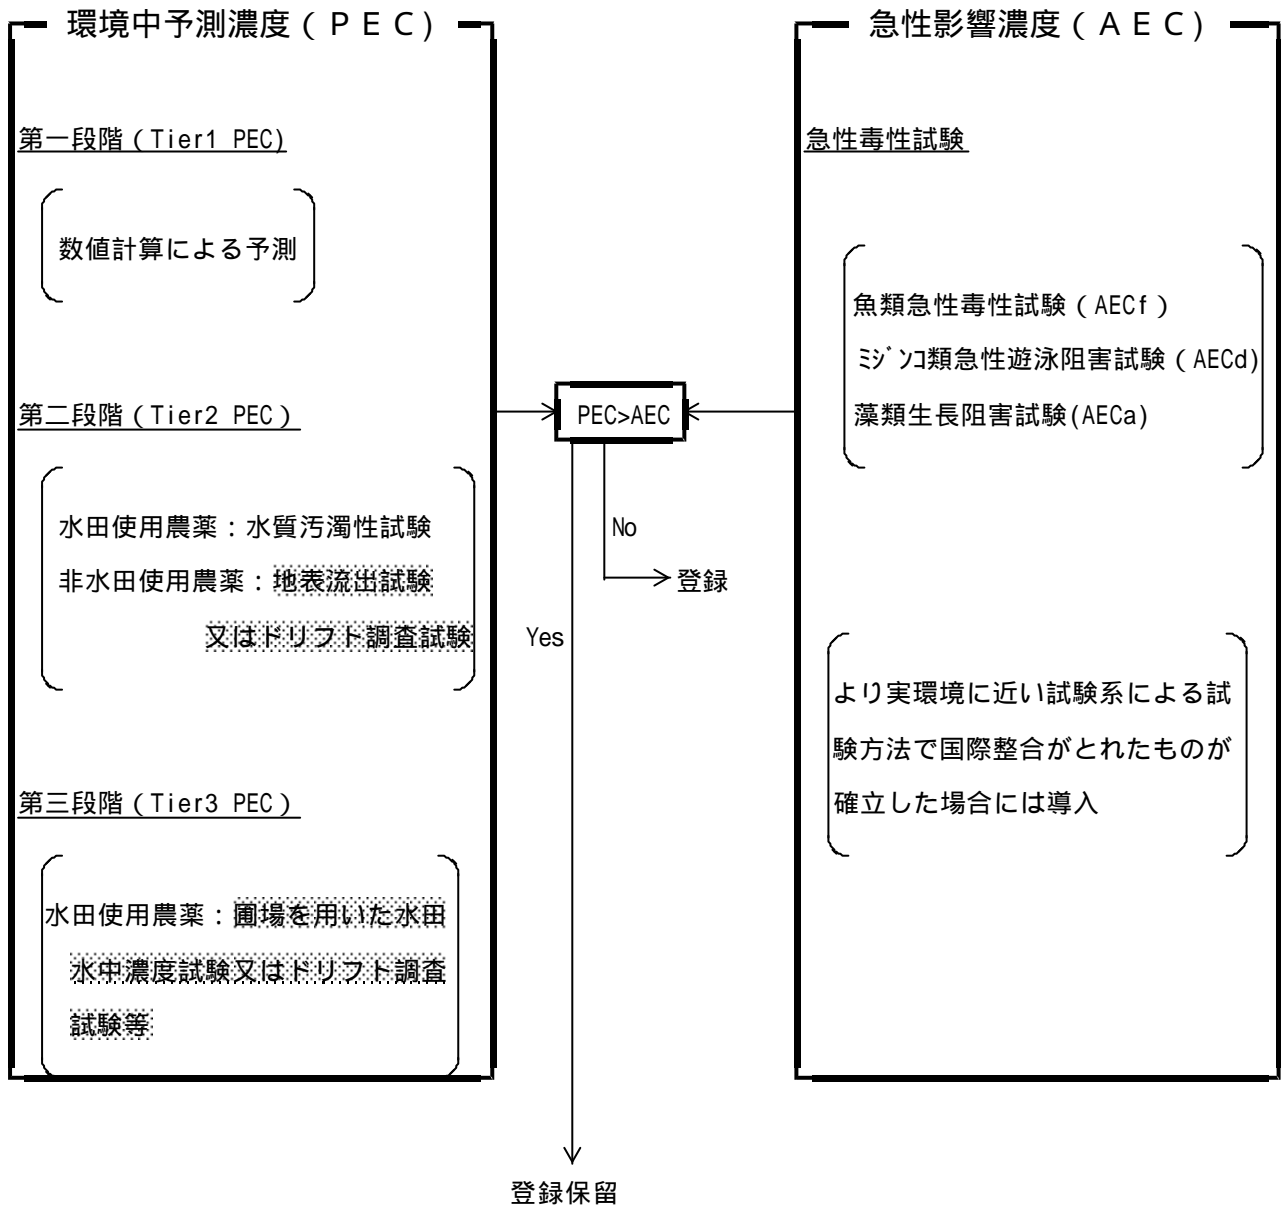 環境中予測濃度（ＰＥＣ）
第一段階（Tier1 PEC)
数値計算による予測
第二段階（Tier2 PEC）
水田使用農薬：水質汚濁性試験
非水田使用農薬：地表流出試験
又はドリフト調査試験
第三段階（Tier3 PEC）
水田使用農薬：圃場を用いた水田
水中濃度試験又はドリフト調査
試験等
PEC>AEC
No
登録
Yes
登録保留
急性影響濃度（ＡＥＣ）
急性毒性試験
魚類急性毒性試験（AECf）
ﾐｼﾞﾝｺ類急性遊泳阻害試験（AECd)
藻類生長阻害試験(AECa)
より実環境に近い試験系による試
験方法で国際整合がとれたものが
確立した場合には導入